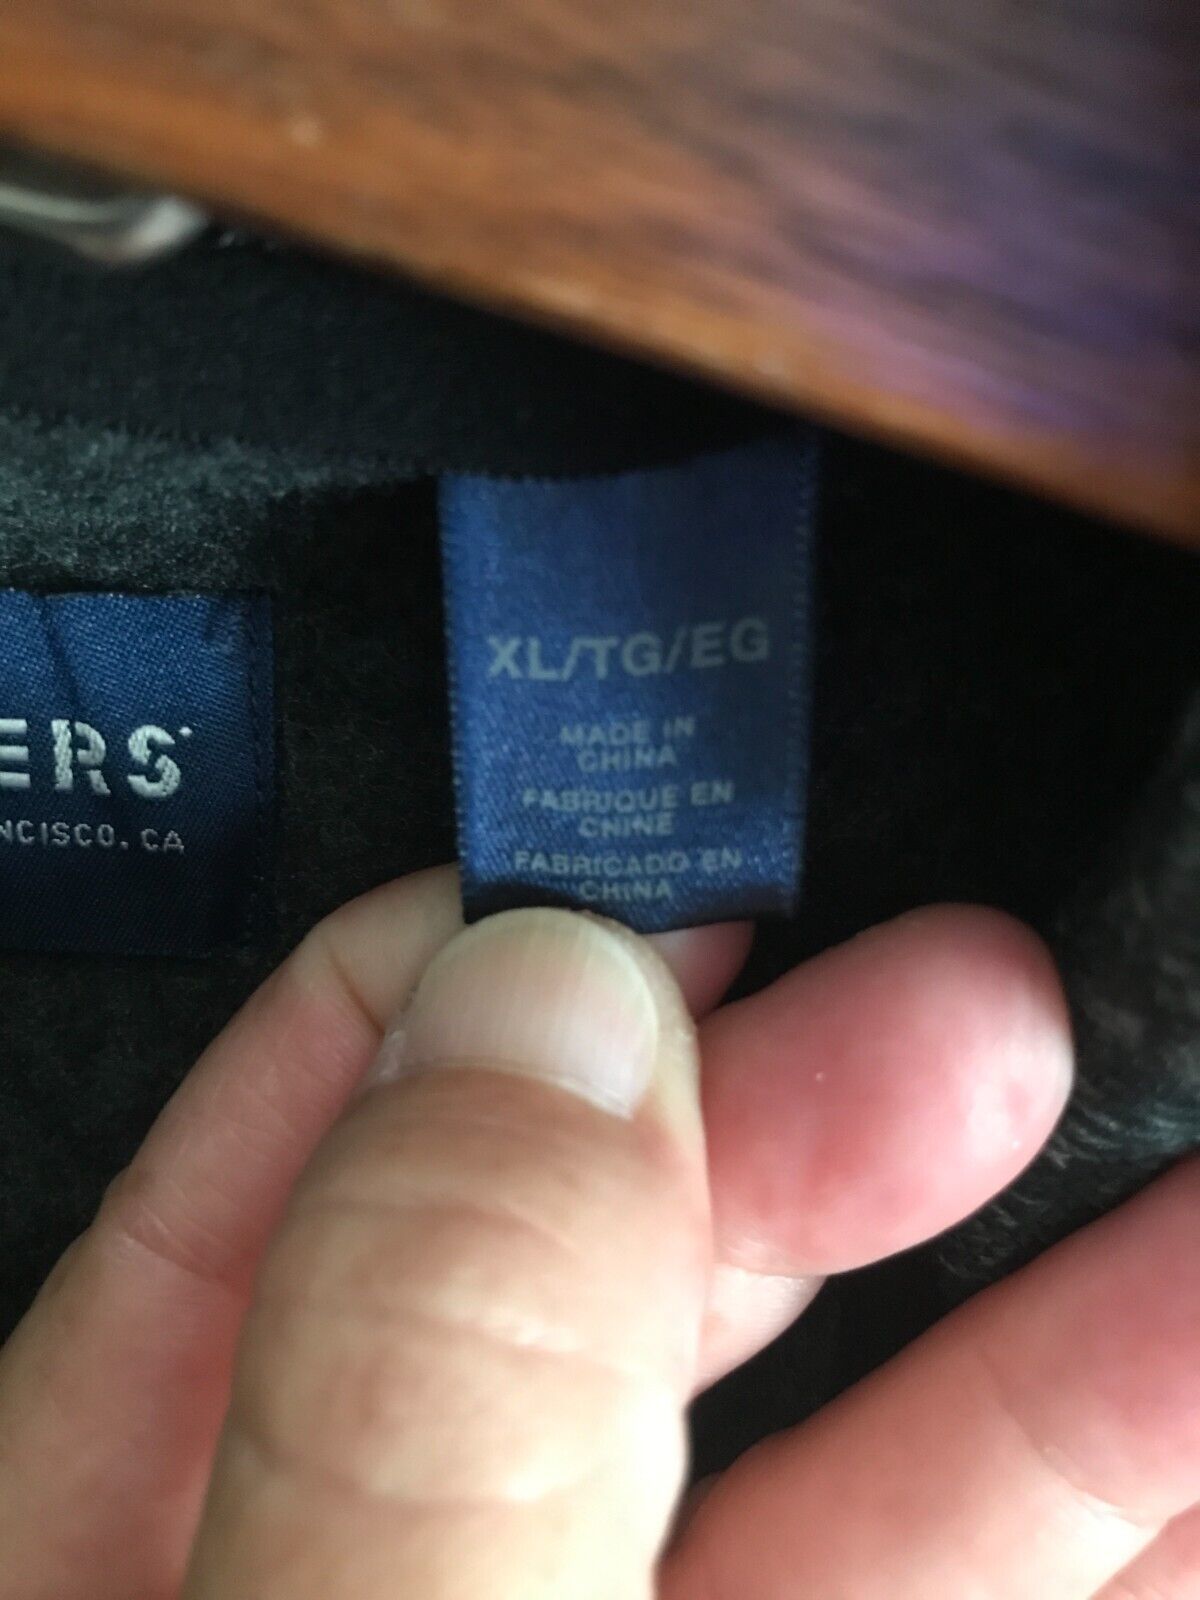 ERS
NCISCO. CA
XL/TG/EG
MADE IN
CHINA
FABRIQUE EN
CHINE
FABRICADO EN
CHINA